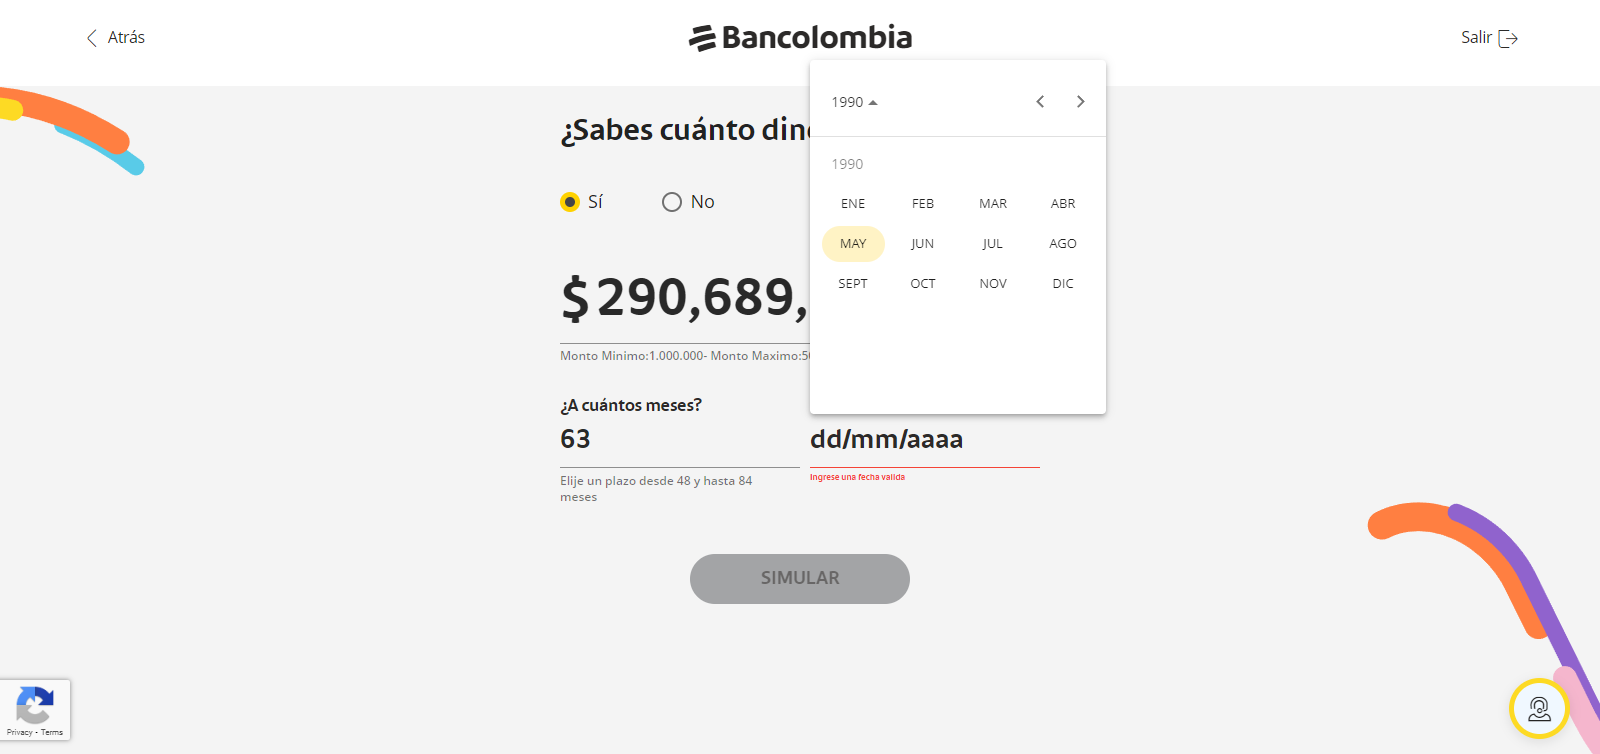 Atrás
Bancolombia
Salir
¿Sabes cuánto
Sí
No
$ 290,689,
Monto Minimo:1.000.000- Monto Maximo:
¿A cuántos meses?
63
Elije un plazo desde 48 y hasta 84
meses
1990
1990
ENE FEB MAR ABR
MAY JUN JUL AGO
SEPT OCT NOV DIC
dd/mm/aaaa
Ingrese una fecha valida
SIMULAR
Privacy - Terms